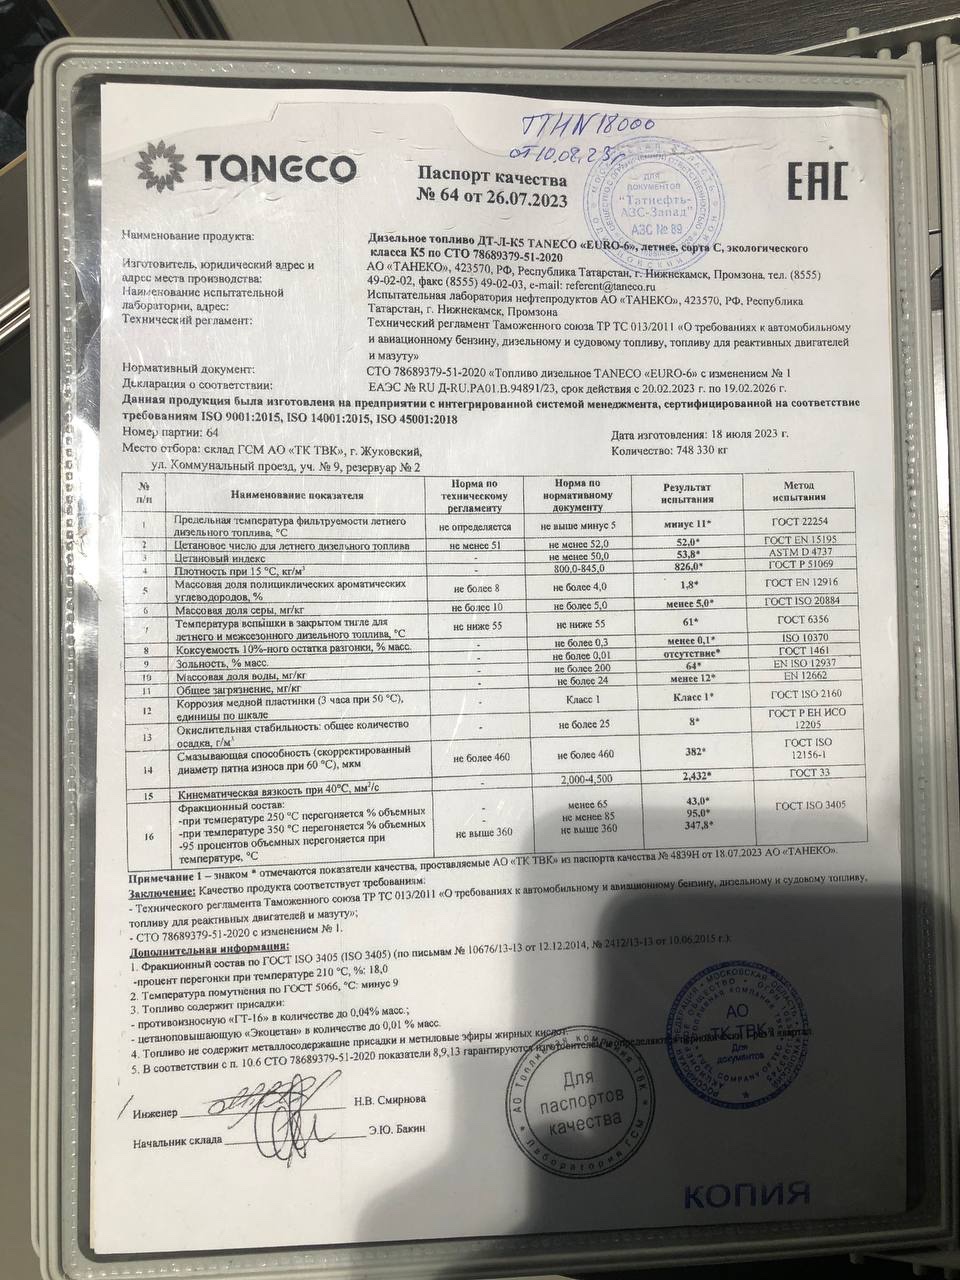 ТТН №18000
от 10.08.23г
TANECO
Паспорт качества
№ 64 от 26.07.2023
ДЛЯ
ДОКУМЕНТОВ
"Татнефть-
АЗС-Запад"
АЗС № 89
EAC
Наименование продукта: Дизельное топливо ДТ-Л-К5 TANECO «EURO-6», летнее, сорта С, экологического
класса К5 по СТО 78689379-51-2020
Изготовитель, юридический адрес и АО «ТАНЕКО», 423570, РФ, Республика Татарстан, г. Нижнекамск, Промзона, тел. (8555)
адрес места производства: 49-02-02, факс (8555) 49-02-03, e-mail: referent@taneco.ru
Наименование испытательной Испытательная лаборатория нефтепродуктов АО «ТАНЕКО», 423570, РФ, Республика
лаборатории, адрес: Татарстан, г. Нижнекамск, Промзона
Технический регламент: Технический регламент Таможенного союза ТР ТС 013/2011 «О требованиях к автомобильному
и авиационному бензину, дизельному и судовому топливу, топливу для реактивных двигателей
и мазуту»
Нормативный документ: СТО 78689379-51-2020 «Топливо дизельное TANECO «EURO-6» с изменением № 1
Декларация о соответствии: ЕАЭС № RU Д-RU.РА01.В.94891/23, срок действия с 20.02.2023 г. по 19.02.2026 г.
Данная продукция была изготовлена на предприятии с интегрированной системой менеджмента, сертифицированной на соответствие
требованиям ISO 9001:2015, ISO 14001:2015, ISO 45001:2018
Номер партии: 64 Дата изготовления: 18 июля 2023 г.
Место отбора: склад ГСМ АО «ТК ТВК», г. Жуковский, Количество: 748 330 кг
ул. Коммунальный проезд, уч. № 9, резервуар № 2
№ п/п Наименование показателя Норма по техническому регламенту Норма по нормативному документу Результат испытания Метод испытания
1 Предельная температура фильтруемости летнего дизельного топлива, °С не определяется не выше минус 5 минус 11* ГОСТ 22254
2 Цетановое число для летнего дизельного топлива не менее 51 не менее 52,0 52,0* ГОСТ EN 15195
3 Цетановый индекс - не менее 50,0 53,8* ASTM D 4737
4 Плотность при 15 °С, кг/м³ - 800,0-845,0 826,0* ГОСТ Р 51069
5 Массовая доля полициклических ароматических углеводородов, % не более 8 не более 4,0 1,8* ГОСТ EN 12916
6 Массовая доля серы, мг/кг не более 10 не более 5,0 менее 5,0* ГОСТ ISO 20884
7 Температура вспышки в закрытом тигле для летнего и межсезонного дизельного топлива, °С не ниже 55 не ниже 55 61* ГОСТ 6356
8 Коксуемость 10%-ного остатка разгонки, % масс. - не более 0,3 менее 0,1* ISO 10370
9 Зольность, % масс. - не более 0,01 отсутствие* ГОСТ 1461
10 Массовая доля воды, мг/кг - не более 200 64* EN ISO 12937
11 Общее загрязнение, мг/кг - не более 24 менее 12* EN 12662
12 Коррозия медной пластинки (3 часа при 50 °С), единицы по шкале - Класс 1 Класс 1* ГОСТ ISO 2160
13 Окислительная стабильность: общее количество осадка, г/м³ - не более 25 8* ГОСТ Р ЕН ИСО 12205
14 Смазывающая способность (скорректированный диаметр пятна износа при 60 °С), мкм не более 460 не более 460 382* ГОСТ ISO 12156-1
15 Кинематическая вязкость при 40°С, мм²/с - 2,000-4,500 2,432* ГОСТ 33
16 Фракционный состав: ГОСТ ISO 3405
-при температуре 250 °С перегоняется % объемных - менее 65 43,0*
-при температуре 350 °С перегоняется % объемных - не менее 85 95,0*
-95 процентов объемных перегоняется при температуре, °С не выше 360 не выше 360 347,8*
Примечание 1 – знаком * отмечаются показатели качества, проставляемые АО «ТК ТВК» из паспорта качества № 4839Н от 18.07.2023 АО «ТАНЕКО».
Заключение: Качество продукта соответствует требованиям:
- Технического регламента Таможенного союза ТР ТС 013/2011 «О требованиях к автомобильному и авиационному бензину, дизельному и судовому топливу,
топливу для реактивных двигателей и мазуту»;
- СТО 78689379-51-2020 с изменением № 1.
Дополнительная информация:
1. Фракционный состав по ГОСТ ISO 3405 (ISO 3405) (по письмам № 10676/13-13 от 12.12.2014, № 2412/13-13 от 10.06.2015 г.):
-процент перегонки при температуре 210 °С, %: 18,0
2. Температура помутнения по ГОСТ 5066, °С: минус 9
3. Топливо содержит присадки:
- противоизносную «ГТ-16» в количестве до 0,04% масс.;
- цетаноповышающую «Экоцетан» в количестве до 0,01 % масс.
4. Топливо не содержит металлосодержащие присадки и метиловые эфиры жирных кислот.
5. В соответствии с п. 10.6 СТО 78689379-51-2020 показатели 8,9,13 гарантируются изготовителем и определяются периодически 1 раз в квартал
Инженер Н.В. Смирнова
Начальник склада Э.Ю. Бакин
АО Топливная компания ТВК
Для
паспортов
качества
Лаборатория ГСМ
АО
"ТК ТВК"
Для
документов
КОПИЯ